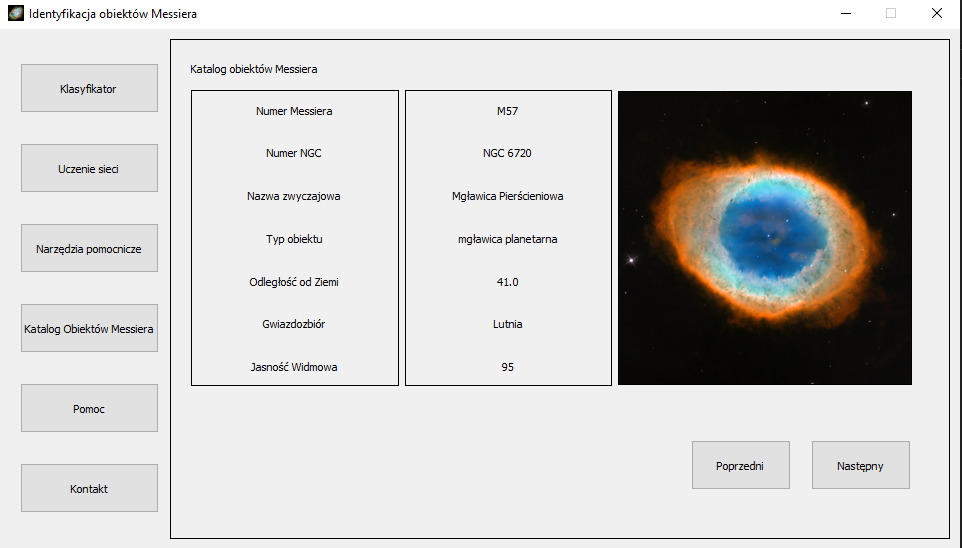 Identyfikacja obiektów Messiera
Klasyfikator
Uczenie sieci
Narzędzia pomocnicze
Katalog Obiektów Messiera
Pomoc
Kontakt
Katalog obiektów Messiera
Numer Messiera M57
Numer NGC NGC 6720
Nazwa zwyczajowa Mgławica Pierścieniowa
Typ obiektu mgławica planetarna
Odległość od Ziemi 41.0
Gwiazdozbiór Lutnia
Jasność Widmowa 95
Poprzedni Następny